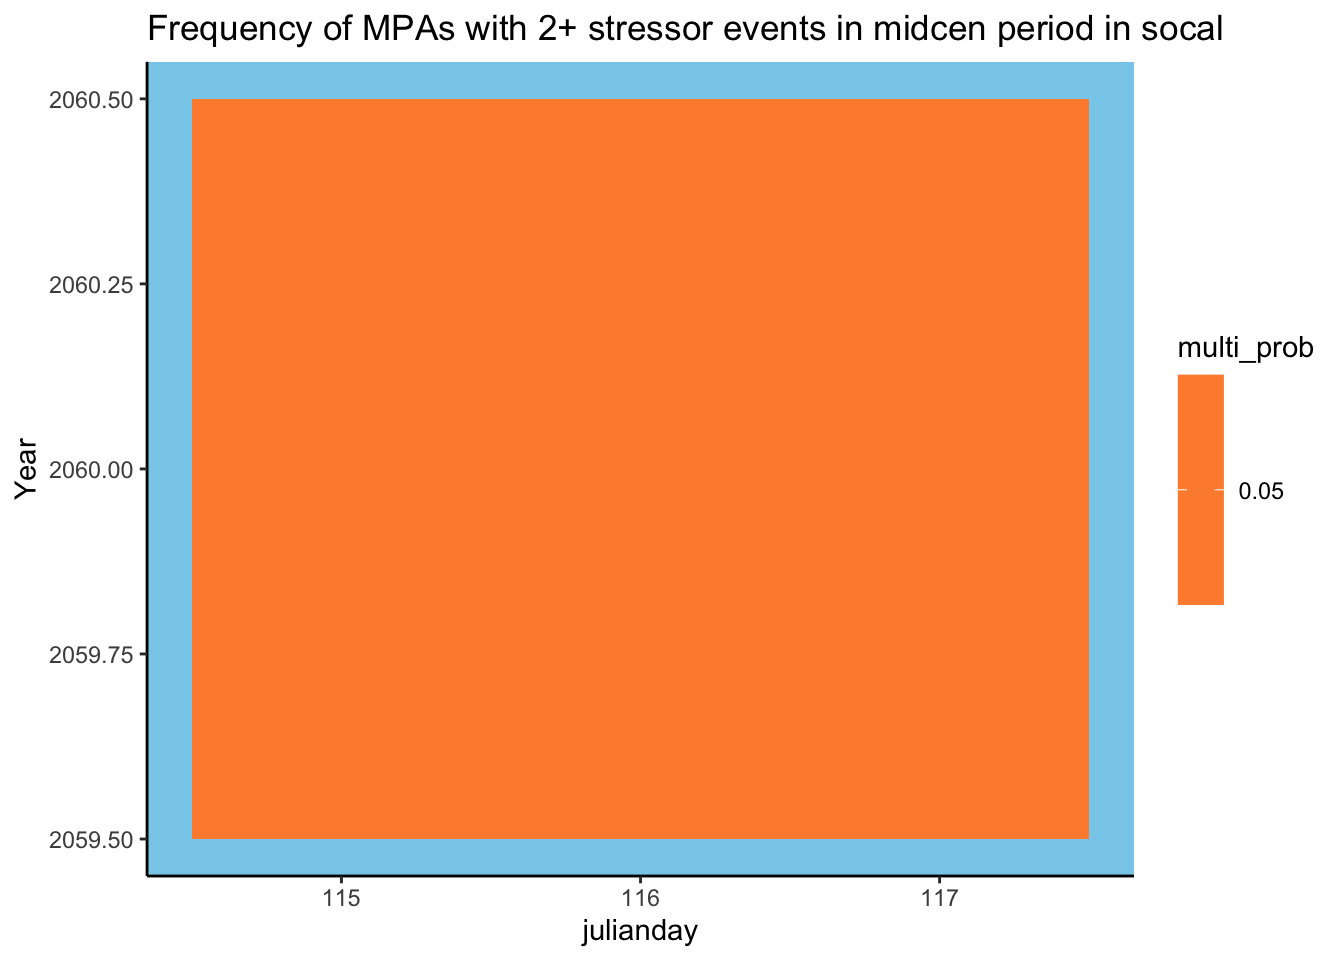 Frequency of MPAs with 2+ stressor events in midcen period in socal
2060.50
2060.25
2060.00
2059.75
2059.50
Year
115 116 117
julianday
multi_prob
0.05